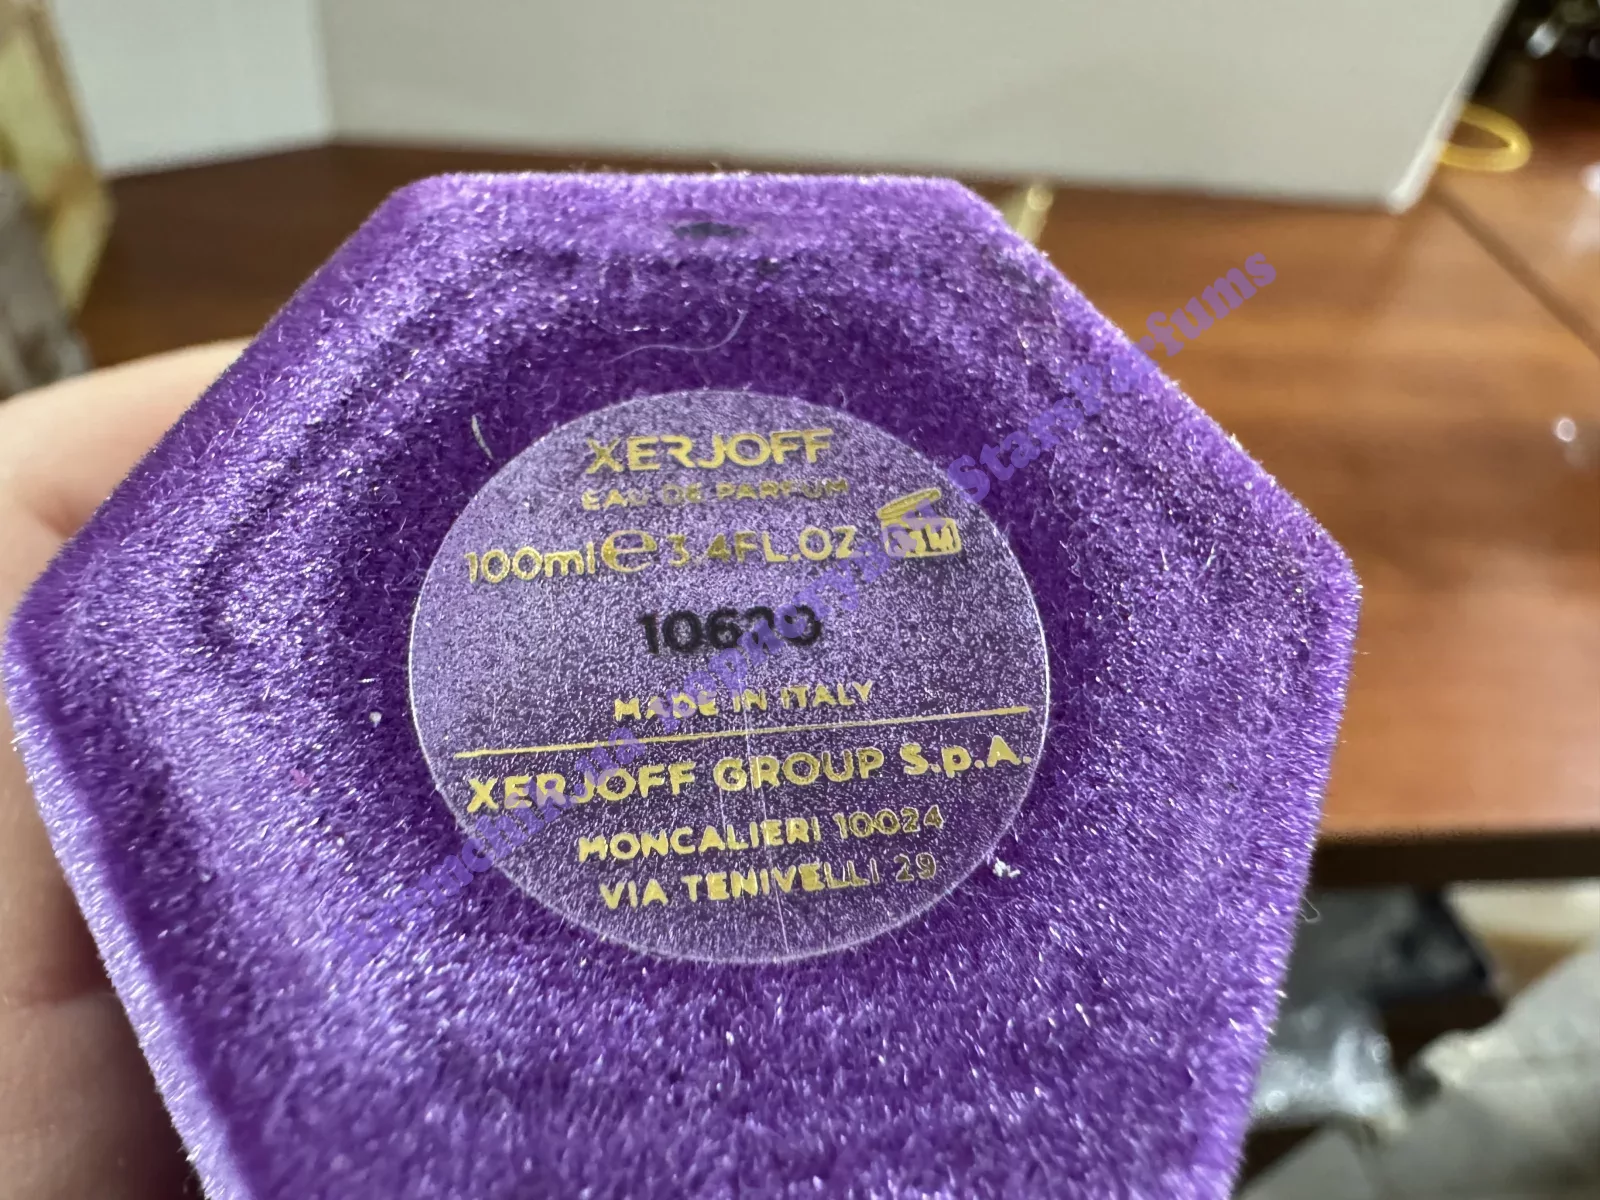 XERJOFF
EAU DE PARFUM
100ml e 3.4FL.OZ
MADE IN ITALY
XERJOFF GROUP S.p.A.
MONCALIERI 10024
VIA TENIVELLI 29